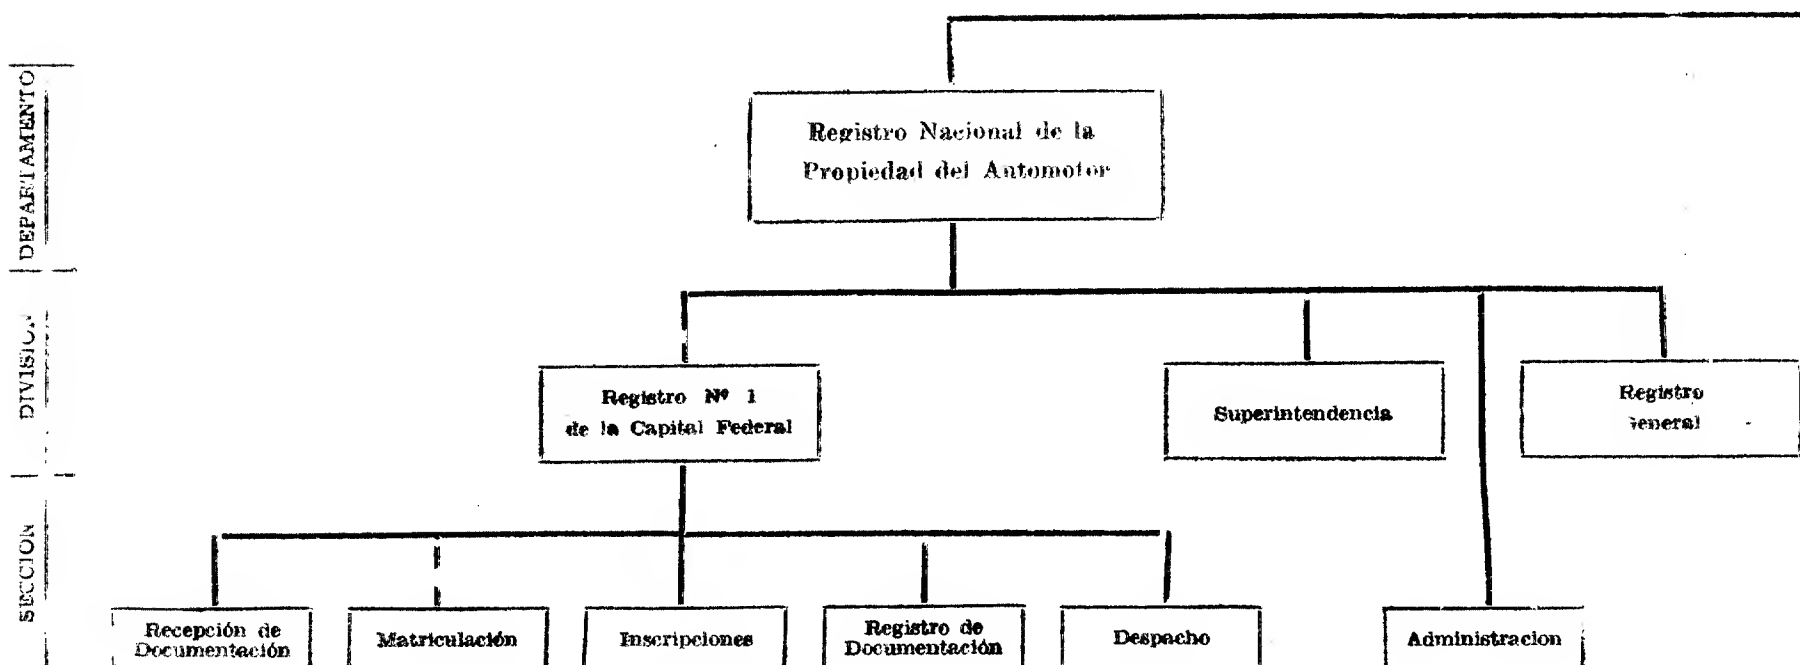 DEPARTAMENTO
Registro Nacional de la
Propiedad del Automotor
DIVISION
Registro Nº 1
de la Capital Federal
Superintendencia
Registro
General
SECCION
Recepción de
Documentación
Matriculación
Inscripciones
Registro de
Documentación
Despacho
Administracion